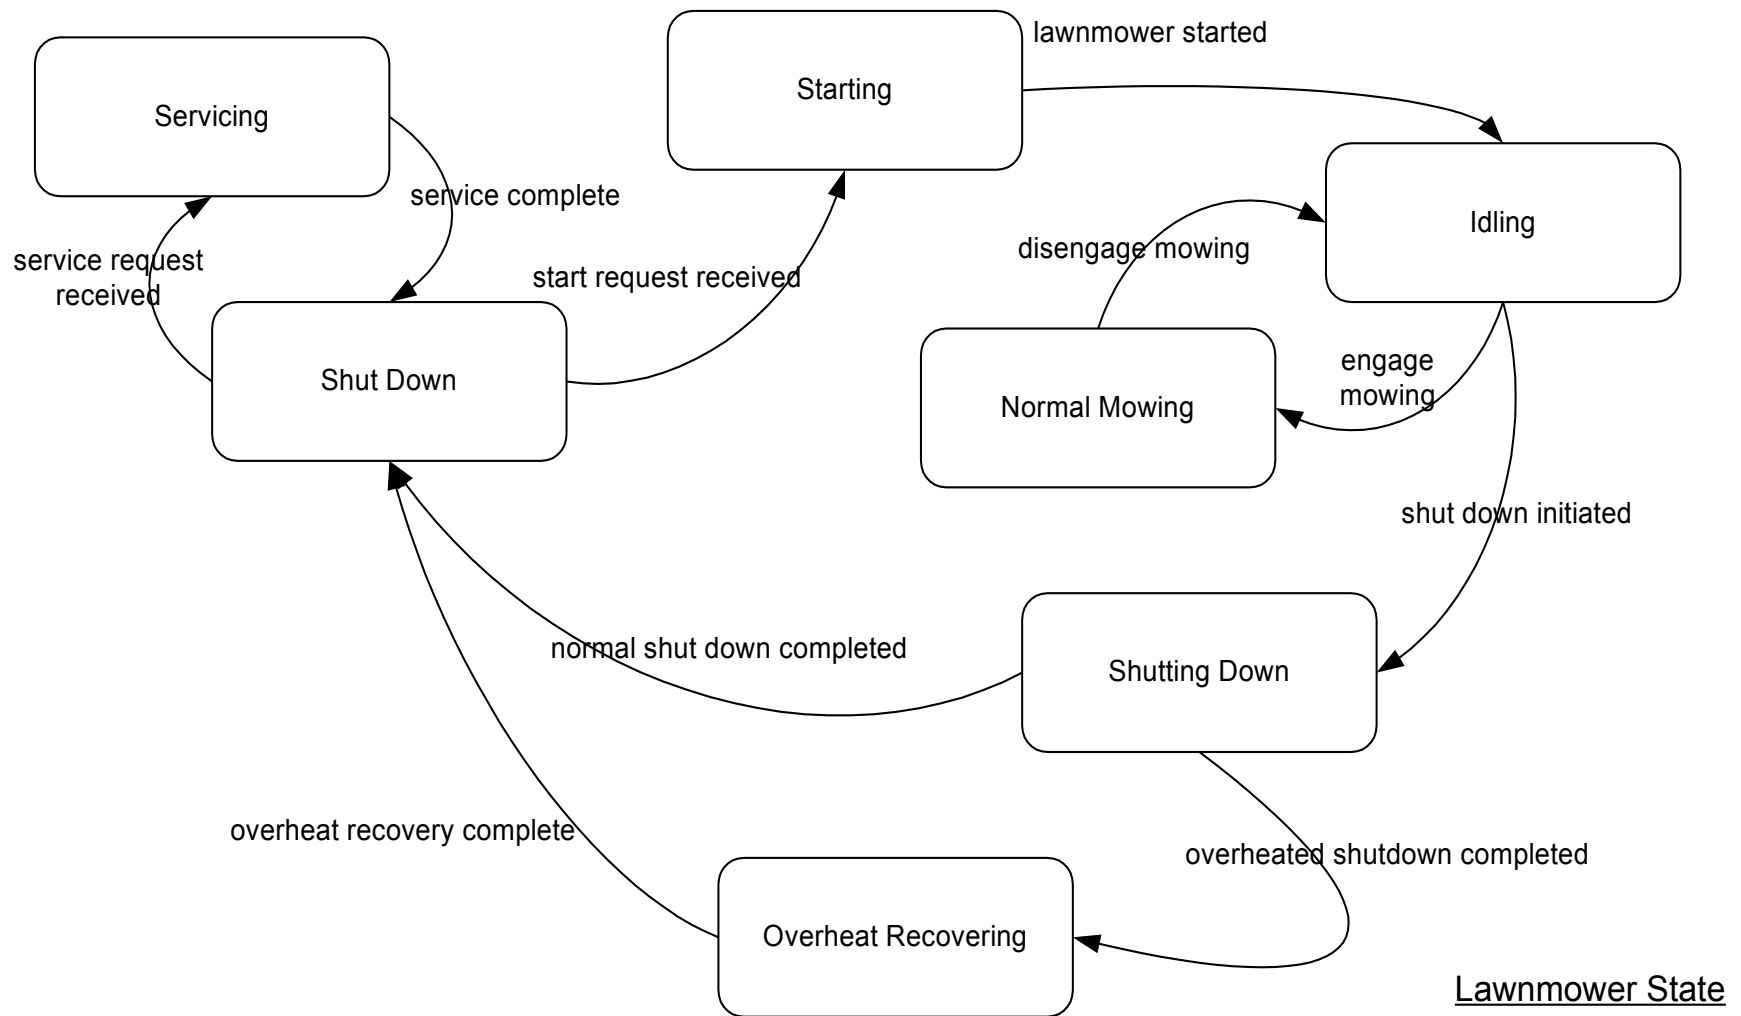 lawnmower started
Starting
Servicing
service complete
Idling
disengage mowing
service request
received
start request received
Shut Down
engage
mowing
Normal Mowing
shut down initiated
normal shut down completed
Shutting Down
overheat recovery complete
overheated shutdown completed
Overheat Recovering
Lawnmower State